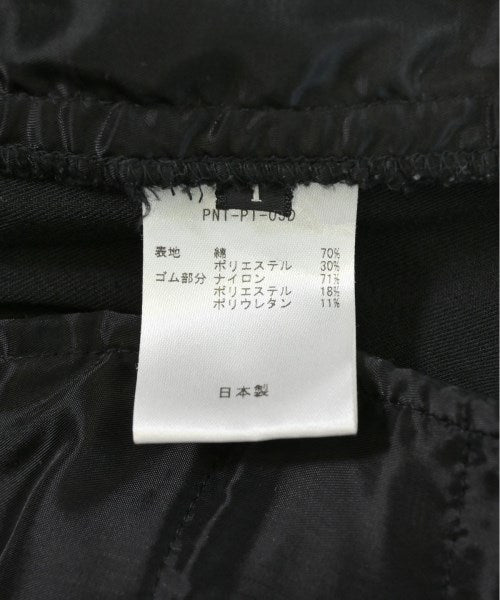 1
PNT-PT-03D
表地 綿 70%
ポリエステル 30%
ゴム部分 ナイロン 71%
ポリエステル 18%
ポリウレタン 11%
日本製